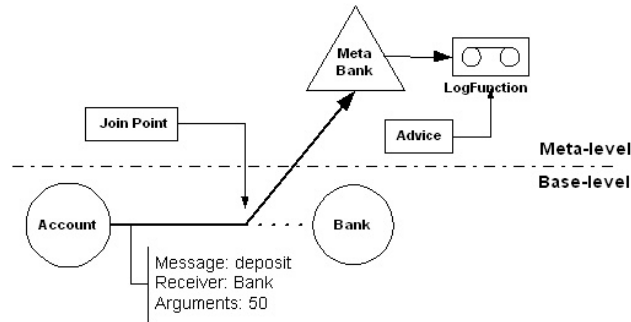 Meta
Bank
LogFunction
Join Point
Advice
Meta-level
Base-level
Account
Bank
Message: deposit
Receiver: Bank
Arguments: 50